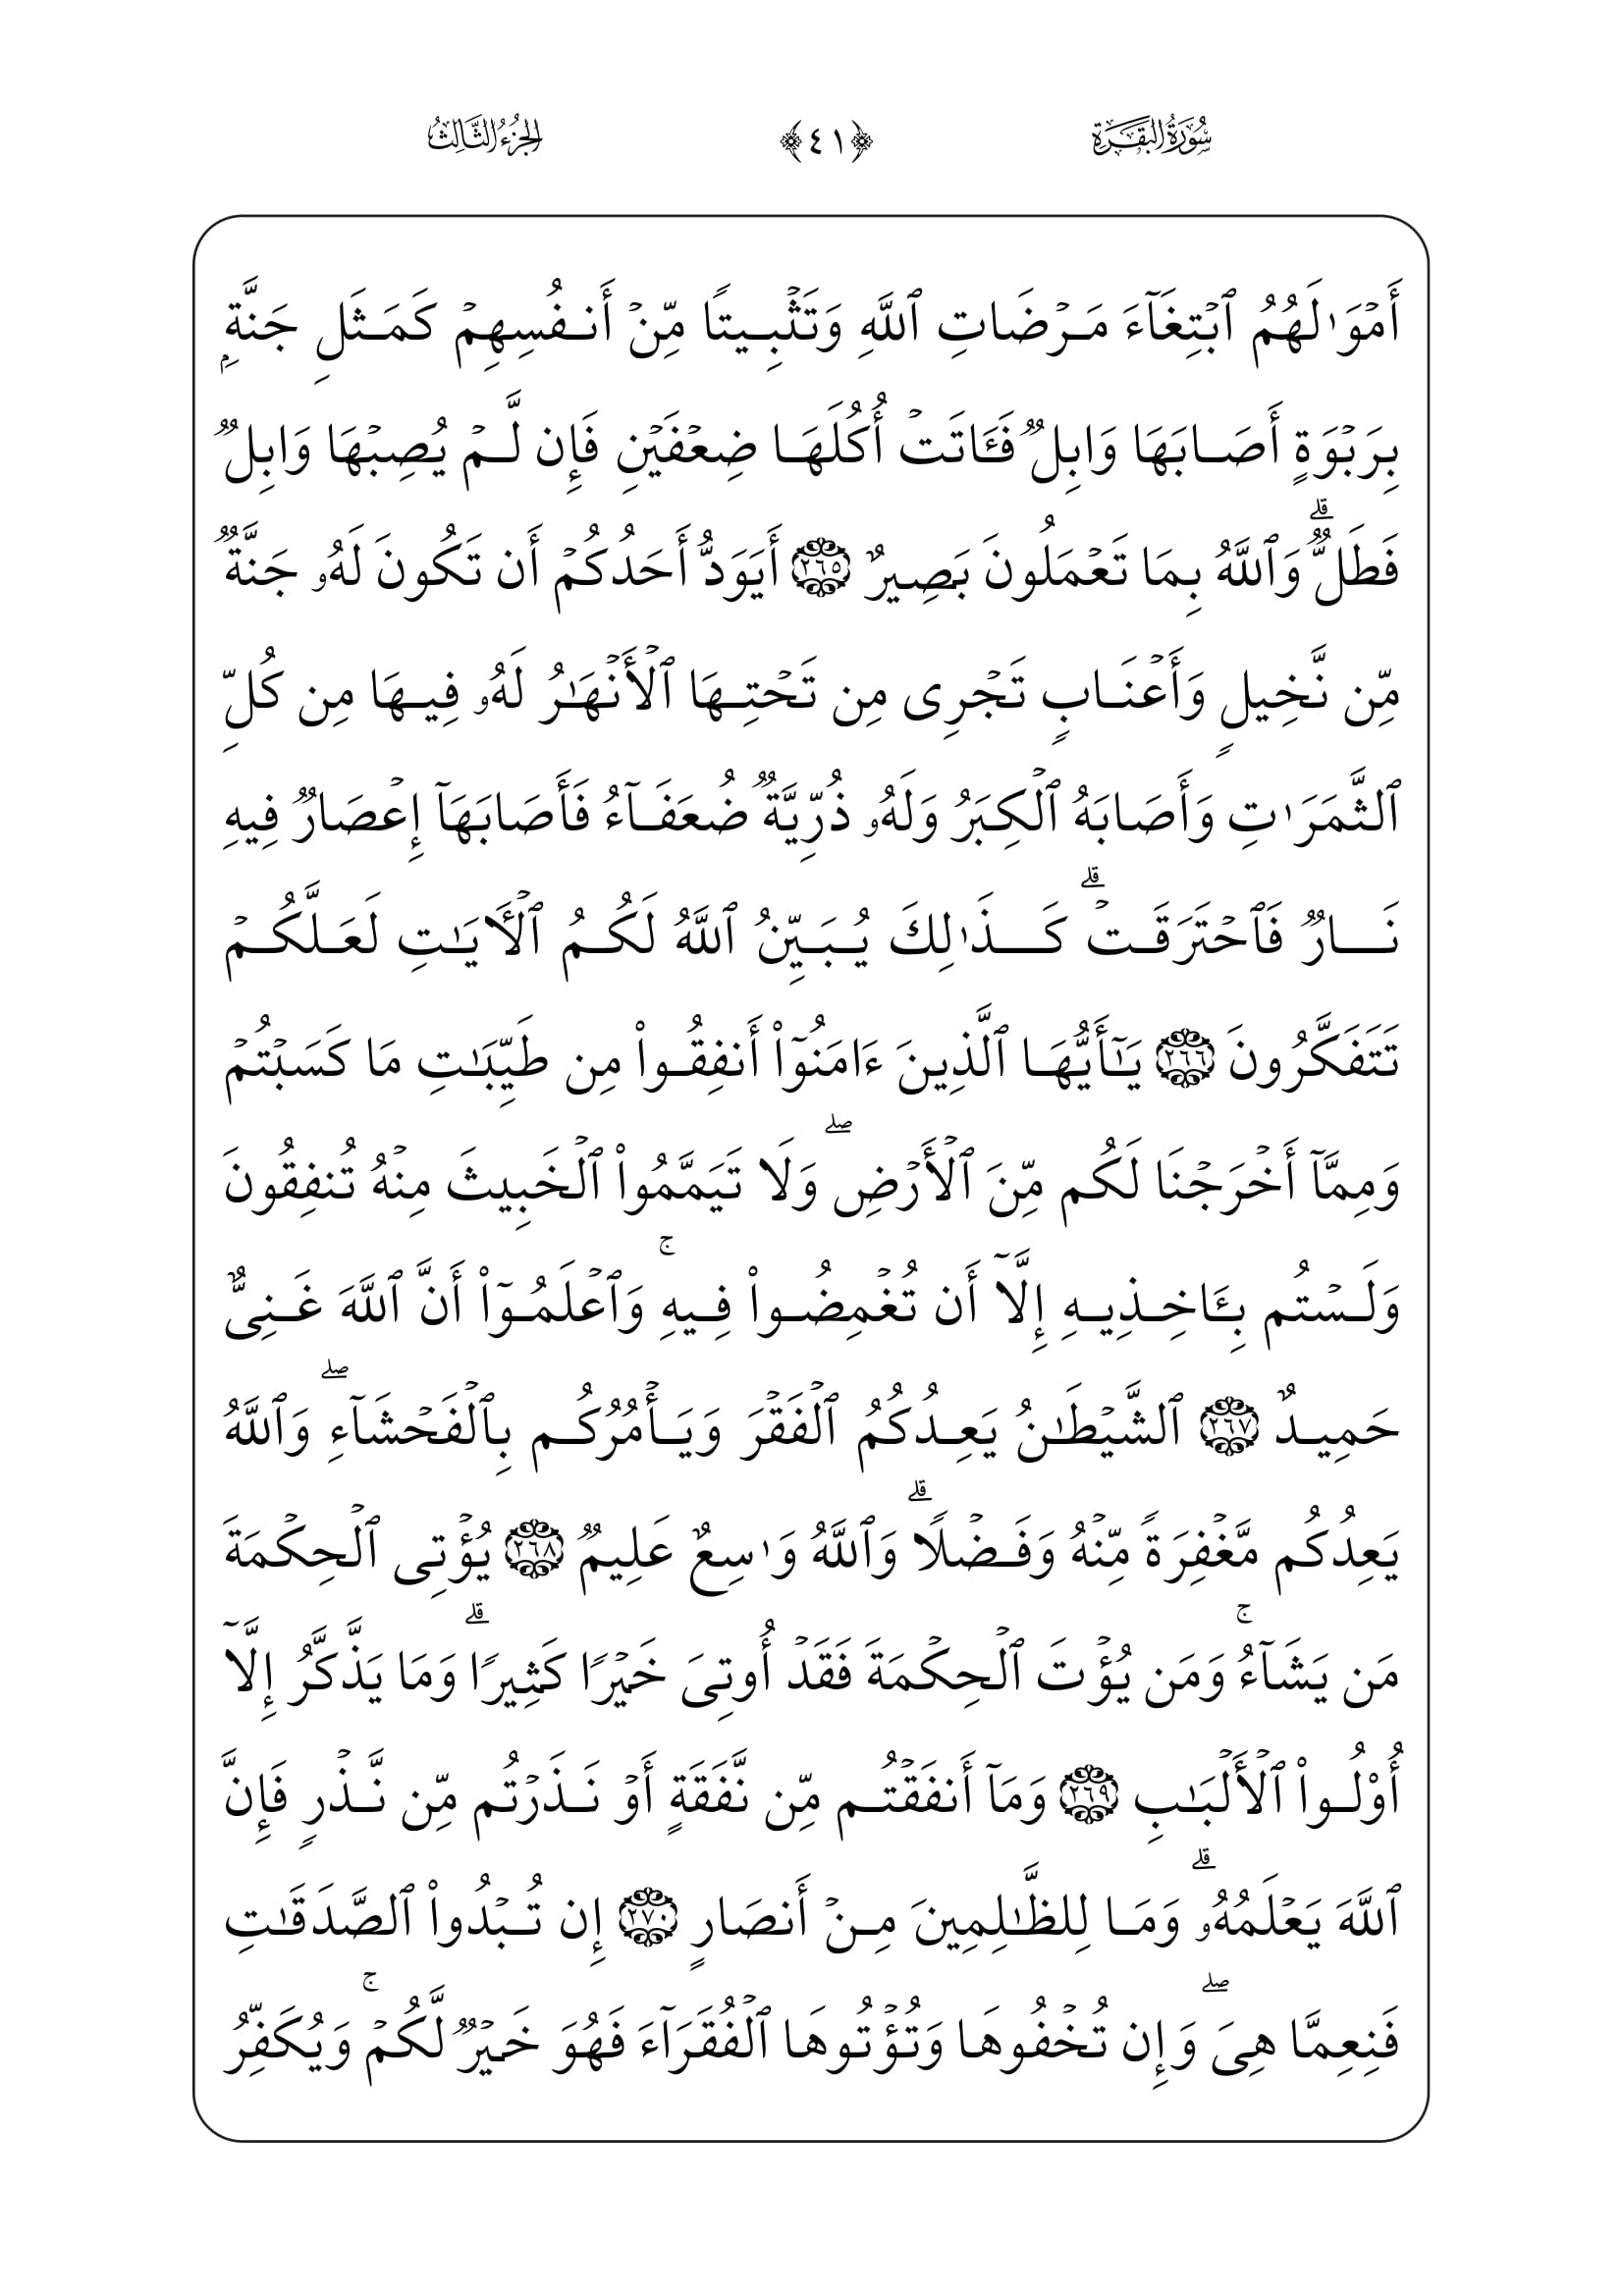 سُورَةُ البَقَرَةِ ﴿٤١﴾ الجُزْءُ الثَّالِثُ
أَمۡوَٰلَهُمُ ٱبۡتِغَآءَ مَرۡضَاتِ ٱللَّهِ وَتَثۡبِيتٗا مِّنۡ أَنفُسِهِمۡ كَمَثَلِ جَنَّةِۭ
بِرَبۡوَةٍ أَصَابَهَا وَابِلٞ فَـَٔاتَتۡ أُكُلَهَا ضِعۡفَيۡنِ فَإِن لَّمۡ يُصِبۡهَا وَابِلٞ
فَطَلّٞۗ وَٱللَّهُ بِمَا تَعۡمَلُونَ بَصِيرٌ ٢٦٥ أَيَوَدُّ أَحَدُكُمۡ أَن تَكُونَ لَهُۥ جَنَّةٞ
مِّن نَّخِيلٖ وَأَعۡنَابٖ تَجۡرِي مِن تَحۡتِهَا ٱلۡأَنۡهَٰرُ لَهُۥ فِيهَا مِن كُلِّ
ٱلثَّمَرَٰتِ وَأَصَابَهُ ٱلۡكِبَرُ وَلَهُۥ ذُرِّيَّةٞ ضُعَفَآءُ فَأَصَابَهَآ إِعۡصَارٞ فِيهِ
نَارٞ فَٱحۡتَرَقَتۡۗ كَذَٰلِكَ يُبَيِّنُ ٱللَّهُ لَكُمُ ٱلۡأٓيَٰتِ لَعَلَّكُمۡ
تَتَفَكَّرُونَ ٢٦٦ يَٰٓأَيُّهَا ٱلَّذِينَ ءَامَنُوٓاْ أَنفِقُواْ مِن طَيِّبَٰتِ مَا كَسَبۡتُمۡ
وَمِمَّآ أَخۡرَجۡنَا لَكُم مِّنَ ٱلۡأَرۡضِۖ وَلَا تَيَمَّمُواْ ٱلۡخَبِيثَ مِنۡهُ تُنفِقُونَ
وَلَسۡتُم بِـَٔاخِذِيهِ إِلَّآ أَن تُغۡمِضُواْ فِيهِۚ وَٱعۡلَمُوٓاْ أَنَّ ٱللَّهَ غَنِيٌّ
حَمِيدٌ ٢٦٧ ٱلشَّيۡطَٰنُ يَعِدُكُمُ ٱلۡفَقۡرَ وَيَأۡمُرُكُم بِٱلۡفَحۡشَآءِۖ وَٱللَّهُ
يَعِدُكُم مَّغۡفِرَةٗ مِّنۡهُ وَفَضۡلٗاۗ وَٱللَّهُ وَٰسِعٌ عَلِيمٞ ٢٦٨ يُؤۡتِي ٱلۡحِكۡمَةَ
مَن يَشَآءُۚ وَمَن يُؤۡتَ ٱلۡحِكۡمَةَ فَقَدۡ أُوتِيَ خَيۡرٗا كَثِيرٗاۗ وَمَا يَذَّكَّرُ إِلَّآ
أُوْلُواْ ٱلۡأَلۡبَٰبِ ٢٦٩ وَمَآ أَنفَقۡتُم مِّن نَّفَقَةٍ أَوۡ نَذَرۡتُم مِّن نَّذۡرٖ فَإِنَّ
ٱللَّهَ يَعۡلَمُهُۥۗ وَمَا لِلظَّٰلِمِينَ مِنۡ أَنصَارٍ ٢٧٠ إِن تُبۡدُواْ ٱلصَّدَقَٰتِ
فَنِعِمَّا هِيَۖ وَإِن تُخۡفُوهَا وَتُؤۡتُوهَا ٱلۡفُقَرَآءَ فَهُوَ خَيۡرٞ لَّكُمۡۚ وَيُكَفِّرُ